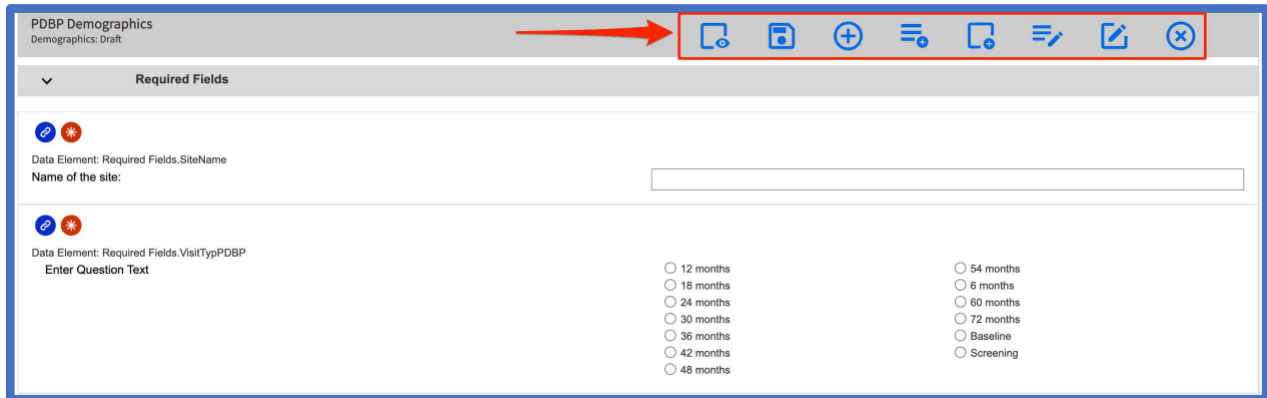 PDBP Demographics
Demographics: Draft
Required Fields
Data Element: Required Fields.SiteName
Name of the site:
Data Element: Required Fields.VisitTypPDBP
Enter Question Text
12 months
18 months
24 months
30 months
36 months
42 months
48 months
54 months
6 months
60 months
72 months
Baseline
Screening